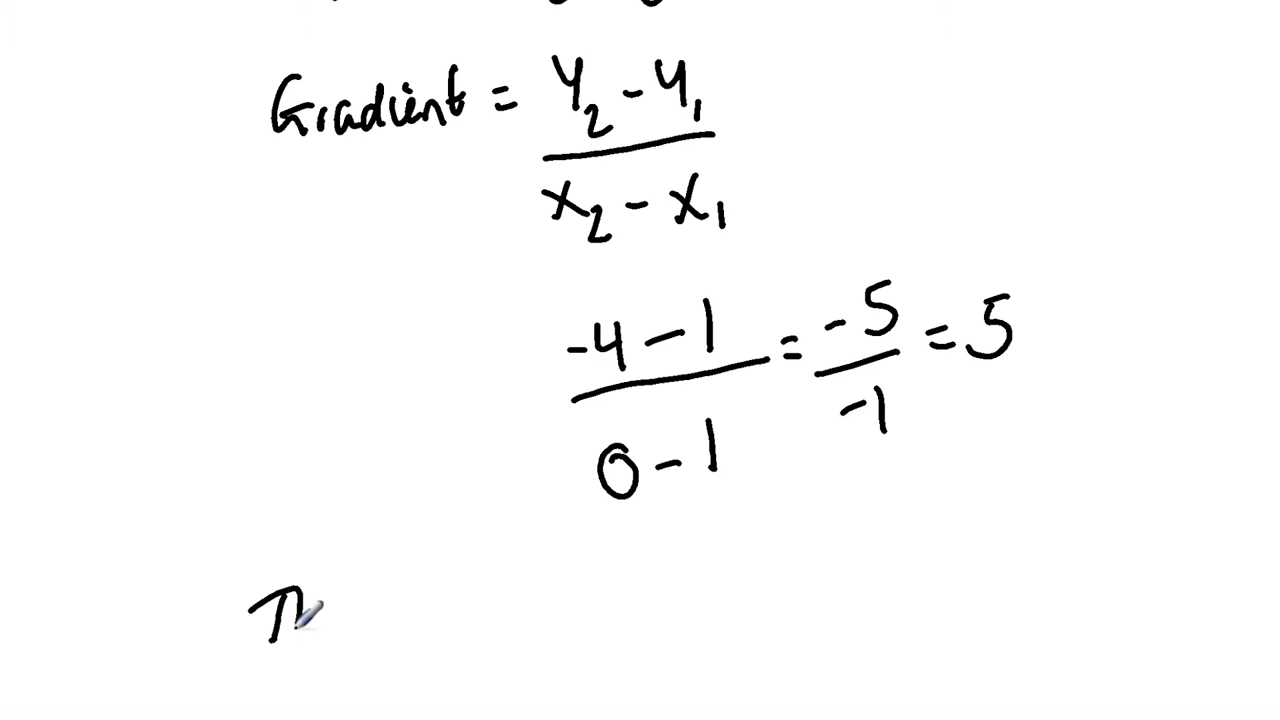 Gradient = Y₂ - Y₁ / X₂ - X₁
-4 - 1 / 0 - 1 = -5 / -1 = 5